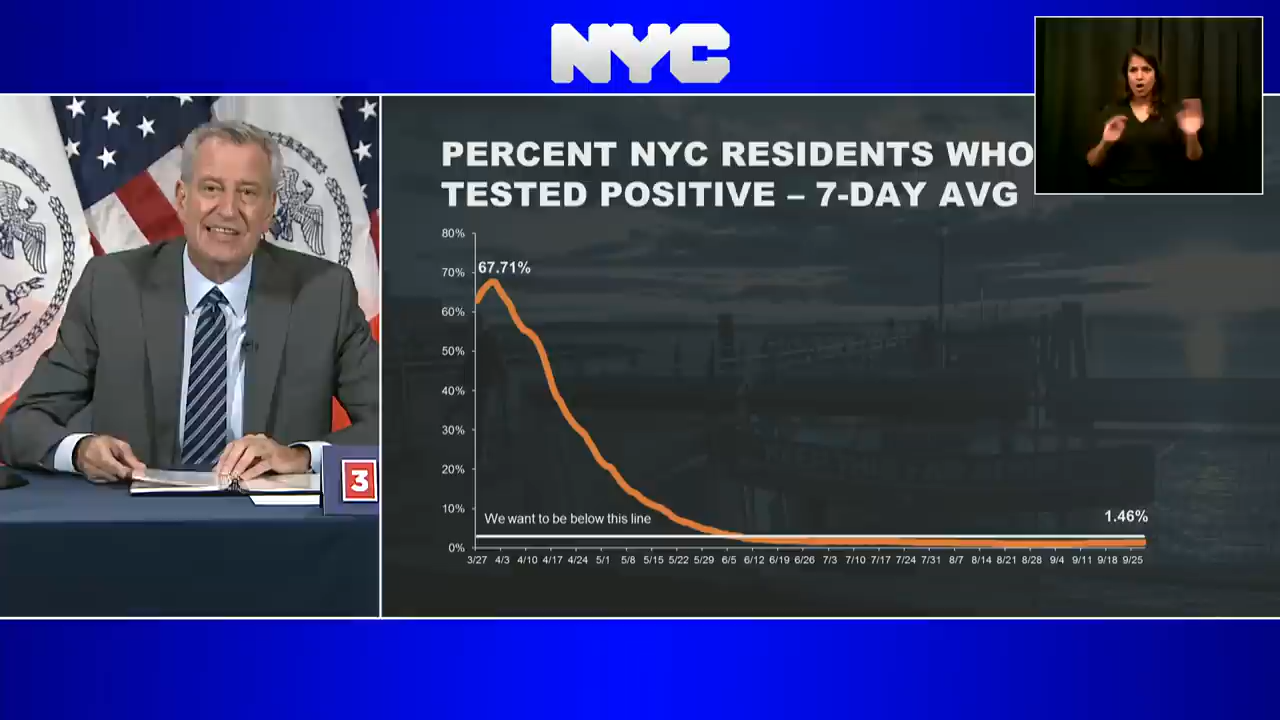 NYC
PERCENT NYC RESIDENTS WHO
TESTED POSITIVE – 7-DAY AVG
80%
70%
60%
50%
40%
30%
20%
10%
0%
67.71%
We want to be below this line
1.46%
3/27 4/3 4/10 4/17 4/24 5/1 5/8 5/15 5/22 5/29 6/5 6/12 6/19 6/26 7/3 7/10 7/17 7/24 7/31 8/7 8/14 8/21 8/28 9/4 9/11 9/18 9/25
3